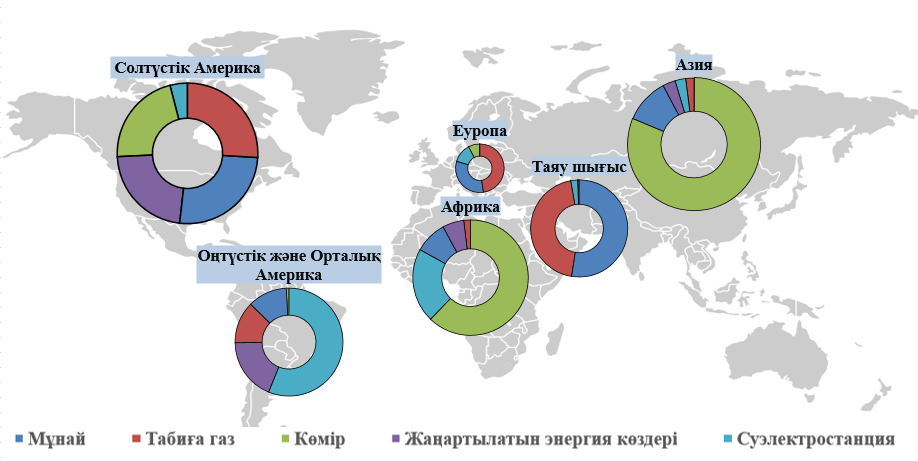 Солтүстік Америка
Азия
Еуропа
Таяу шығыс
Африка
Оңтүстік және Орталық
Америка
Мұнай
Табиға газ
Көмір
Жаңартылатын энергия көздері
Суэлектростанция